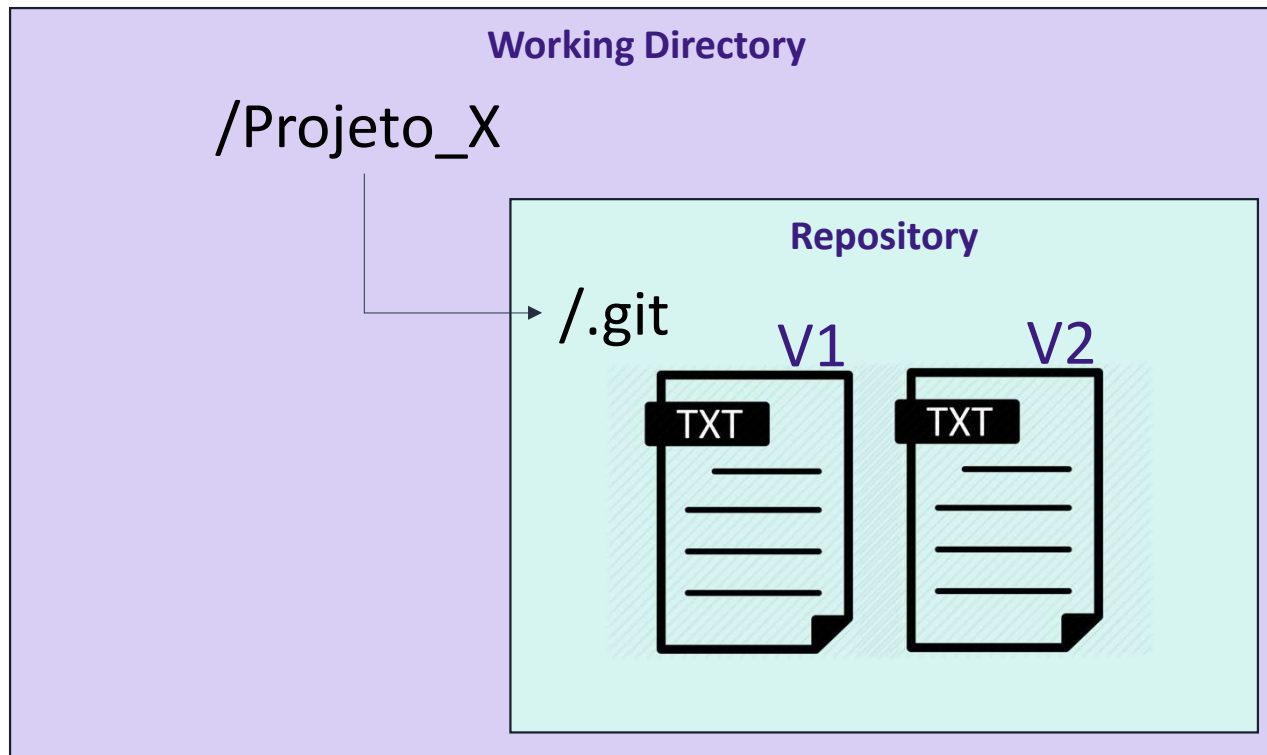 Working Directory
/Projeto_X
Repository
/.git
V1
V2
TXT
TXT